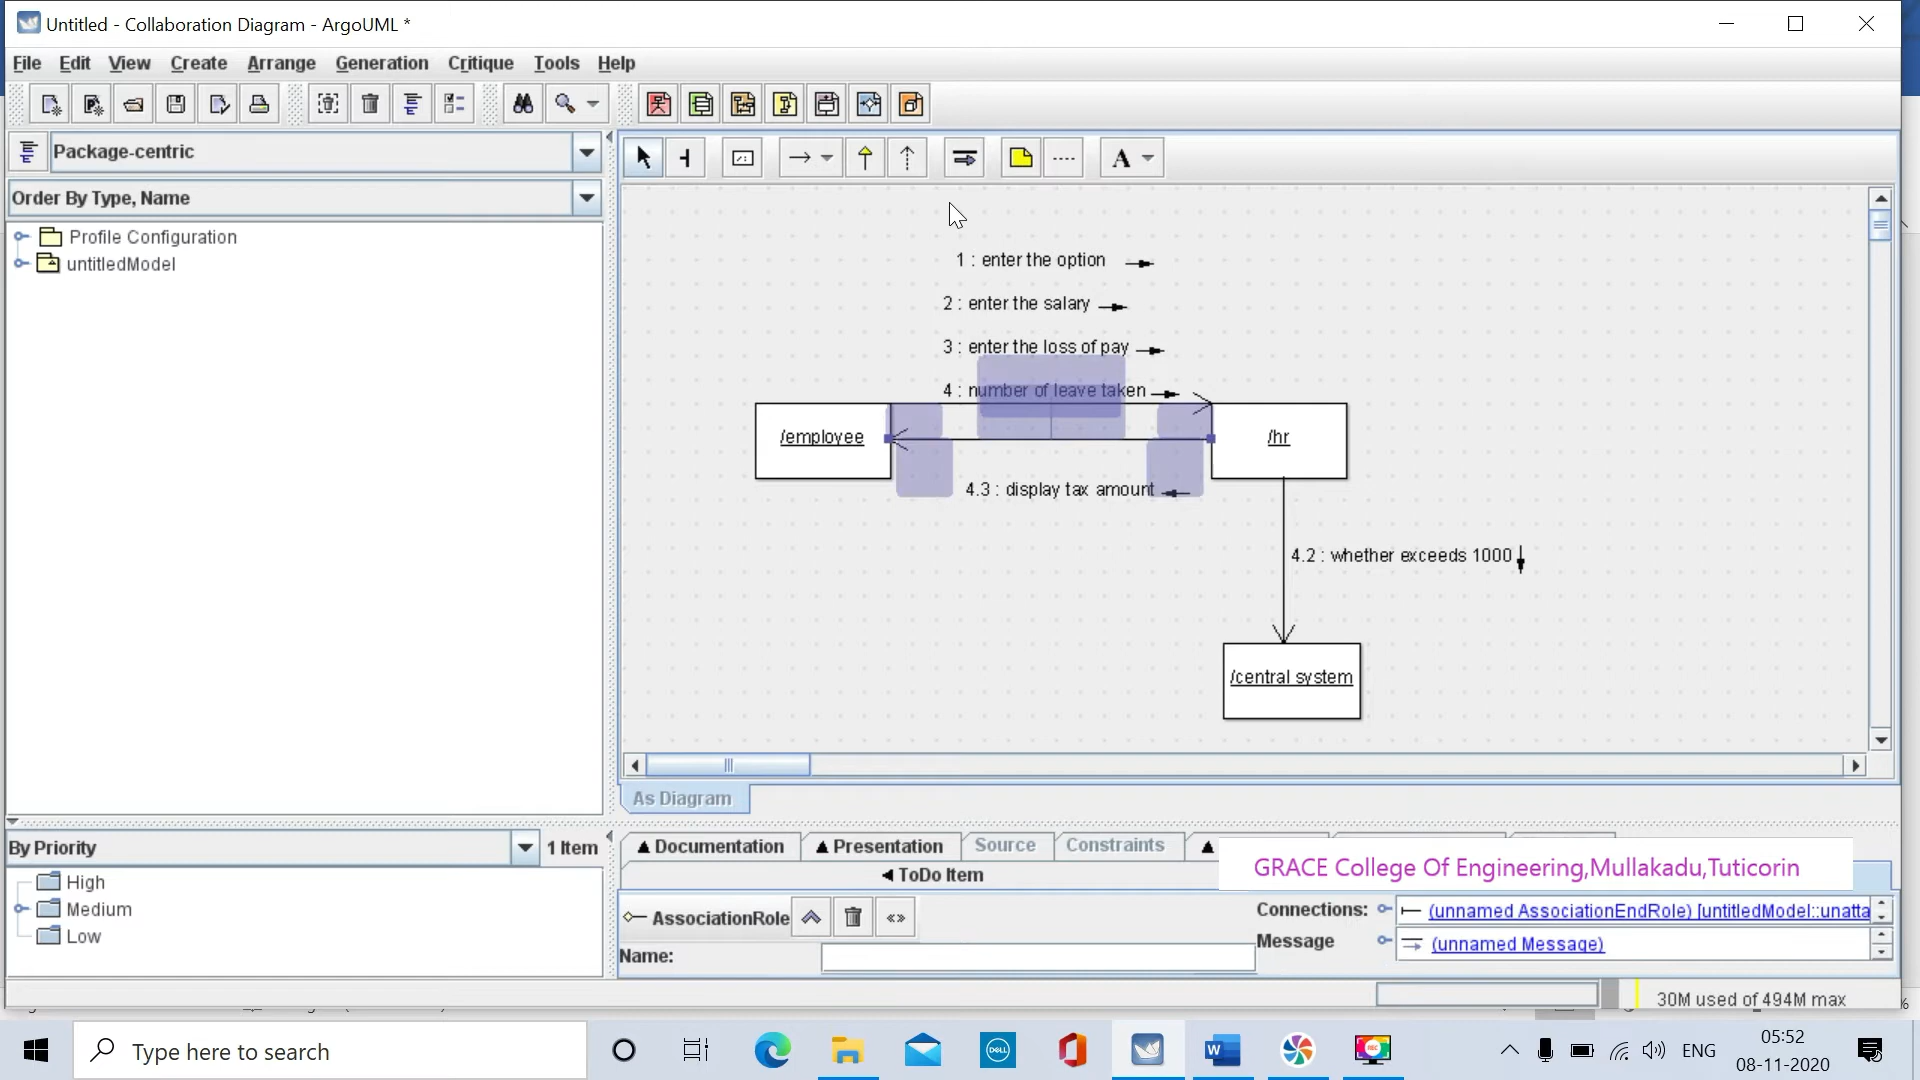 Untitled - Collaboration Diagram - ArgoUML *
File Edit View Create Arrange Generation Critique Tools Help
Package-centric
A
Order By Type, Name
Profile Configuration
untitledModel
1 : enter the option
2 : enter the salary
3 : enter the loss of pay
4 : number of leave taken
/employee
/hr
4.3 : display tax amount
4.2 : whether exceeds 1000
/central system
As Diagram
By Priority
1 Item
High
Medium
Low
Documentation
Presentation
Source
Constraints
ToDo Item
GRACE College Of Engineering,Mullakadu,Tuticorin
AssociationRole
Name:
Connections:
(unnamed AssociationEndRole) [untitledModel::unatta
Message
(unnamed Message)
30M used of 494M max
Type here to search
DELL
ENG
05:52
08-11-2020